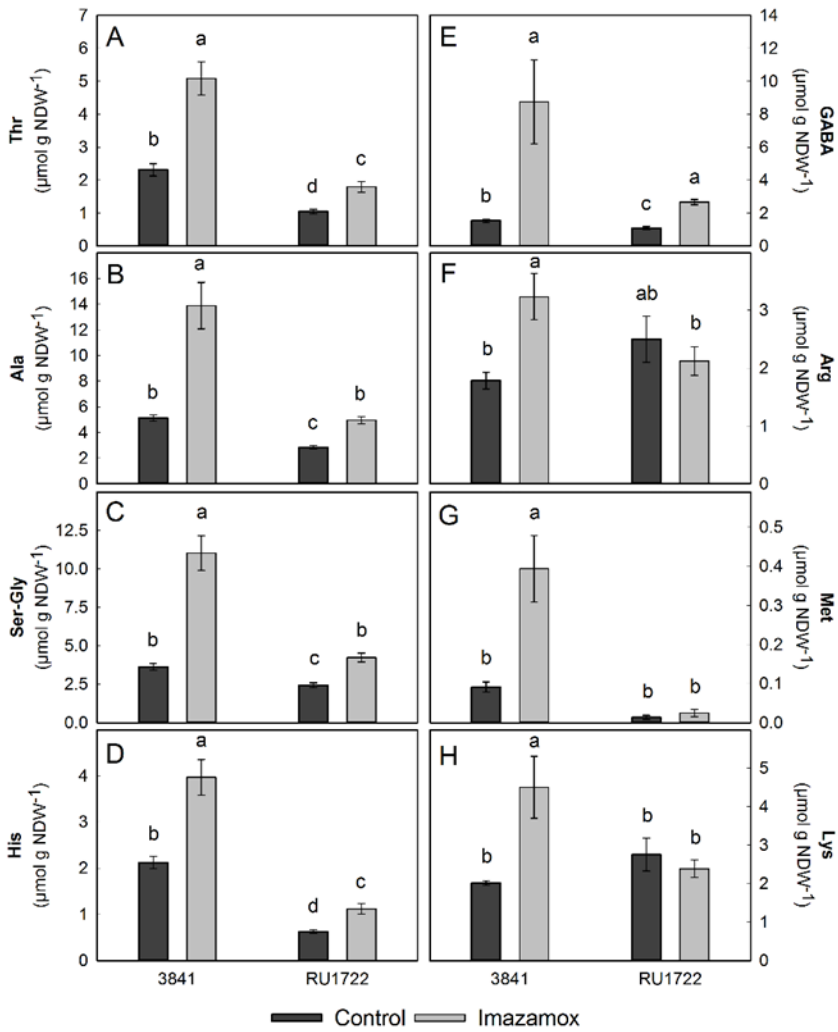 A
7
6
5
4
3
2
1
0
Thr
(μmol g NDW-1)
b
a
d
c
E
14
12
10
8
6
4
2
0
GABA
(μmol g NDW-1)
b
a
c
a
B
16
14
12
10
8
6
4
2
0
Ala
(μmol g NDW-1)
b
a
c
b
F
3
2
1
0
Arg
(μmol g NDW-1)
b
a
ab
b
C
12.5
10.0
7.5
5.0
2.5
0.0
Ser-Gly
(μmol g NDW-1)
b
a
c
b
G
0.5
0.4
0.3
0.2
0.1
0.0
Met
(μmol g NDW-1)
b
a
b
b
D
4
3
2
1
0
His
(μmol g NDW-1)
b
a
d
c
H
5
4
3
2
1
0
Lys
(μmol g NDW-1)
b
a
b
b
3841 RU1722 3841 RU1722
Control Imazamox